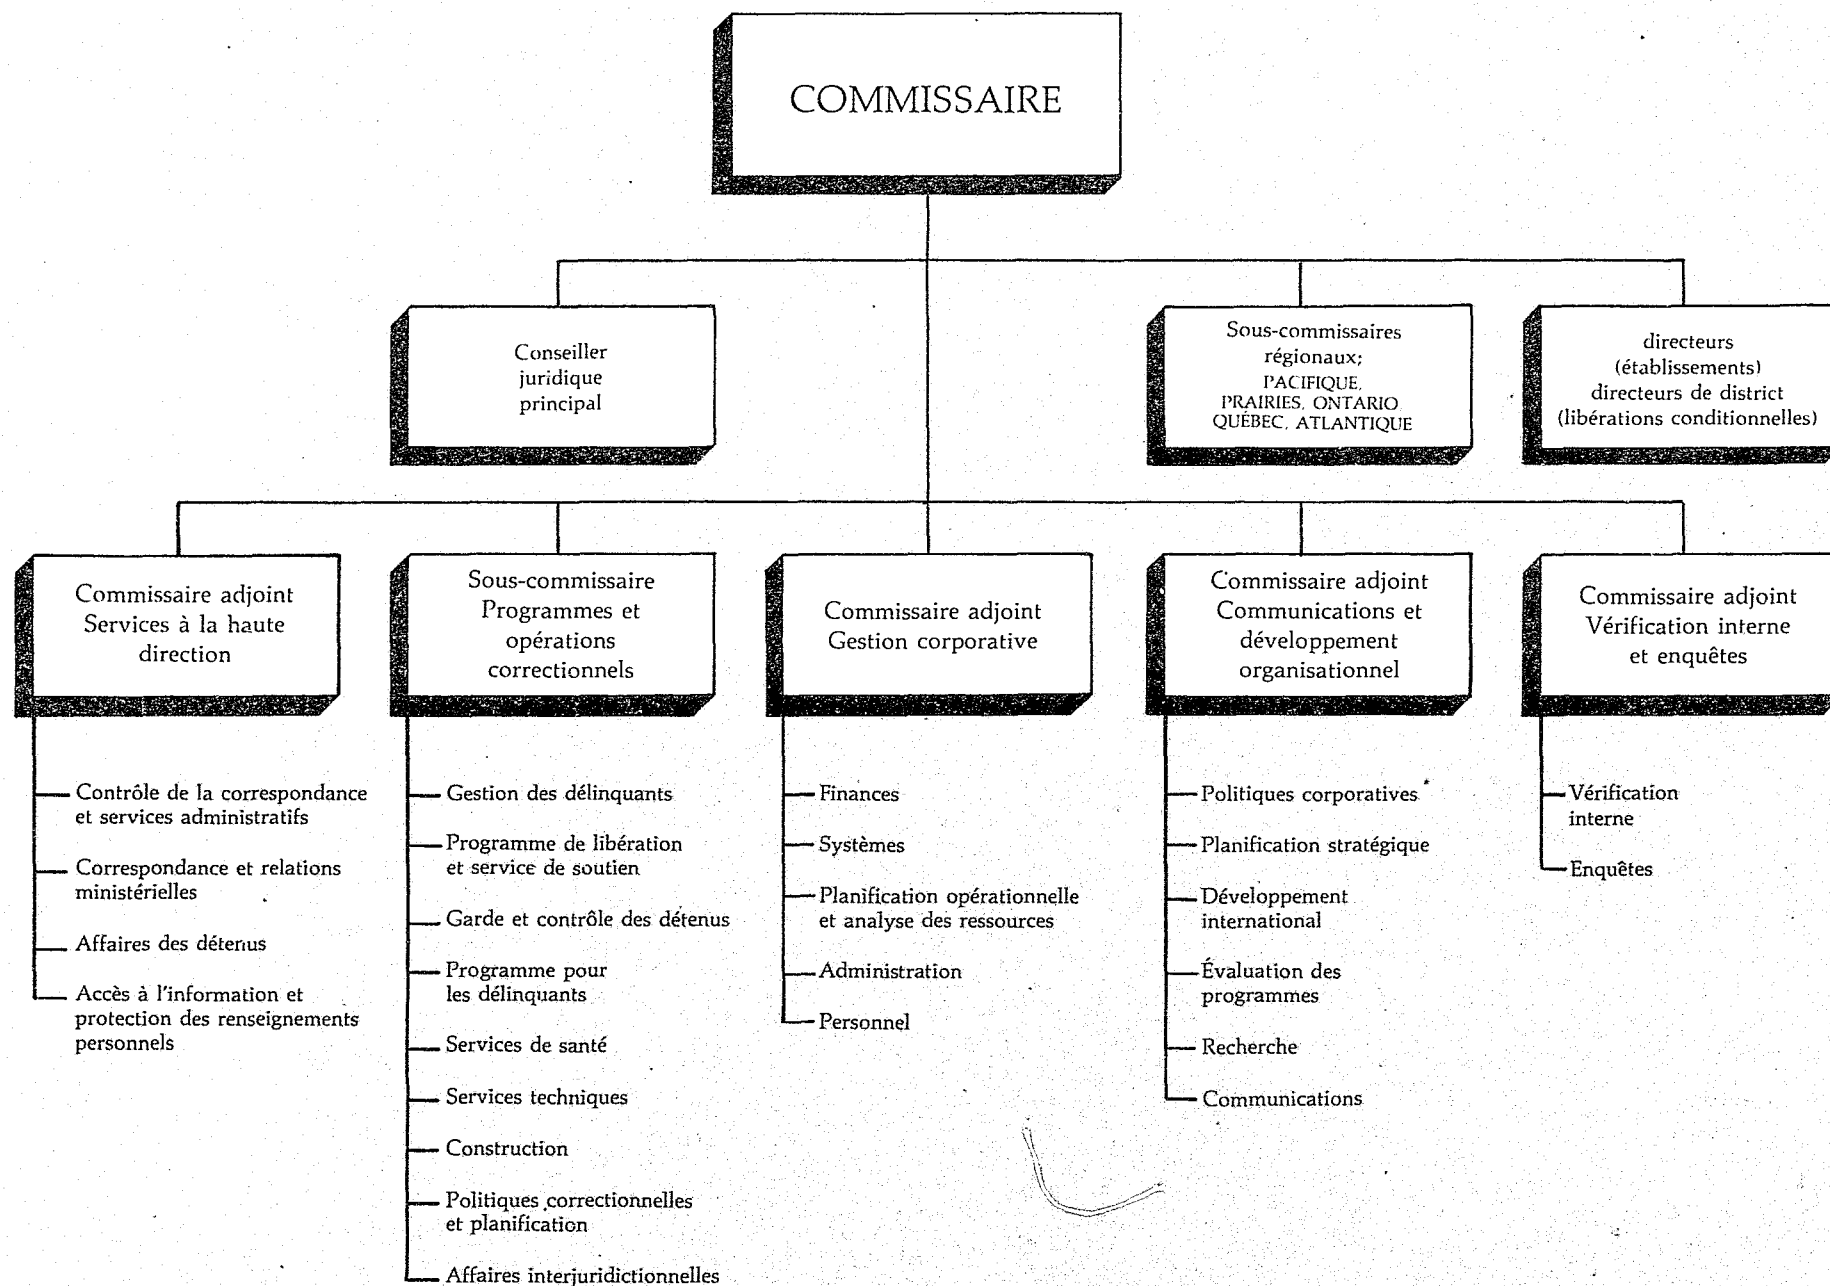 COMMISSAIRE
Conseiller
juridique
principal
Sous-commissaires
régionaux;
PACIFIQUE,
PRAIRIES, ONTARIO
QUÉBEC, ATLANTIQUE
directeurs
(établissements)
directeurs de district
(libérations conditionnelles)
Commissaire adjoint
Services à la haute
direction
Contrôle de la correspondance
et services administratifs
Correspondance et relations
ministérielles
Affaires des détenus
Accès à l'information et
protection des renseignements
personnels
Sous-commissaire
Programmes et
opérations
correctionnels
Gestion des délinquants
Programme de libération
et service de soutien
Garde et contrôle des détenus
Programme pour
les délinquants
Services de santé
Services techniques
Construction
Politiques correctionnelles
et planification
Affaires interjuridictionnelles
Commissaire adjoint
Gestion corporative
Finances
Systèmes
Planification opérationnelle
et analyse des ressources
Administration
Personnel
Commissaire adjoint
Communications et
développement
organisationnel
Politiques corporatives
Planification stratégique
Développement
international
Évaluation des
programmes
Recherche
Communications
Commissaire adjoint
Vérification interne
et enquêtes
Vérification
interne
Enquêtes